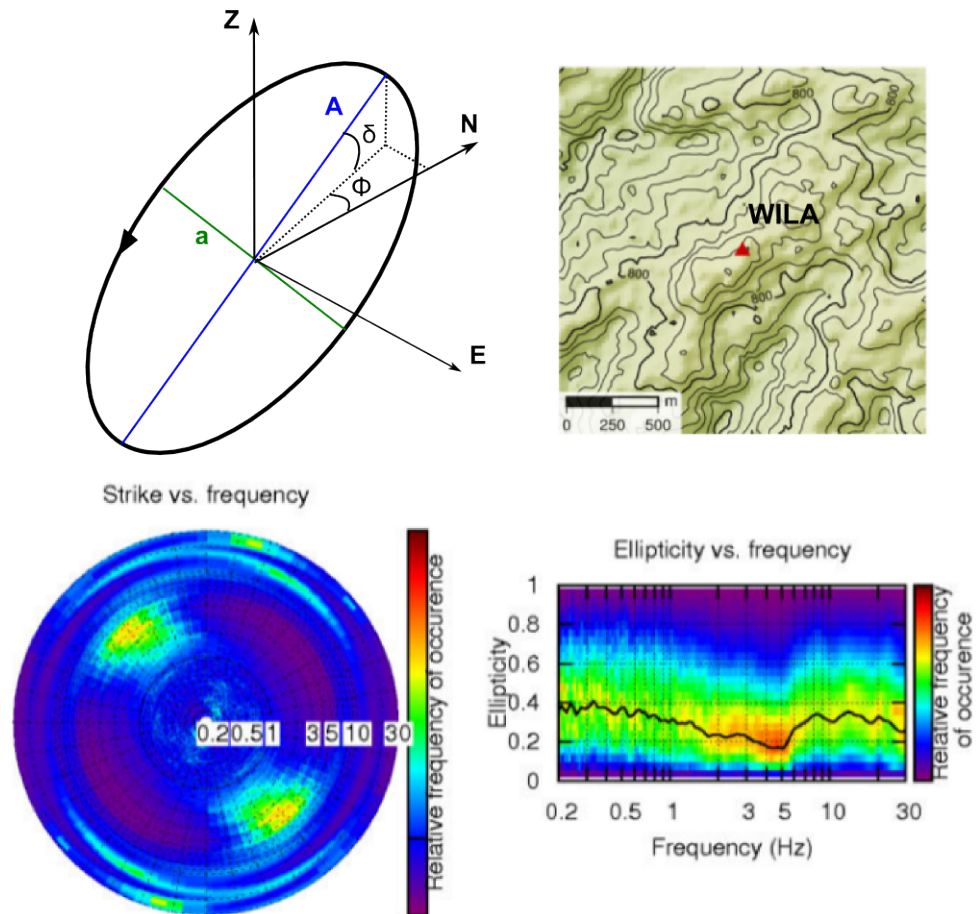 Z
A
δ
N
Φ
a
E
800
800
WILA
800
800
m
0 250 500
Strike vs. frequency
0.2 0.5 1 3 5 10 30
Relative frequency of occurence
Ellipticity vs. frequency
1
0.8
0.6
0.4
0.2
0
Ellipticity
0.2 0.5 1 3 5 10 30
Frequency (Hz)
Relative frequency
of occurence